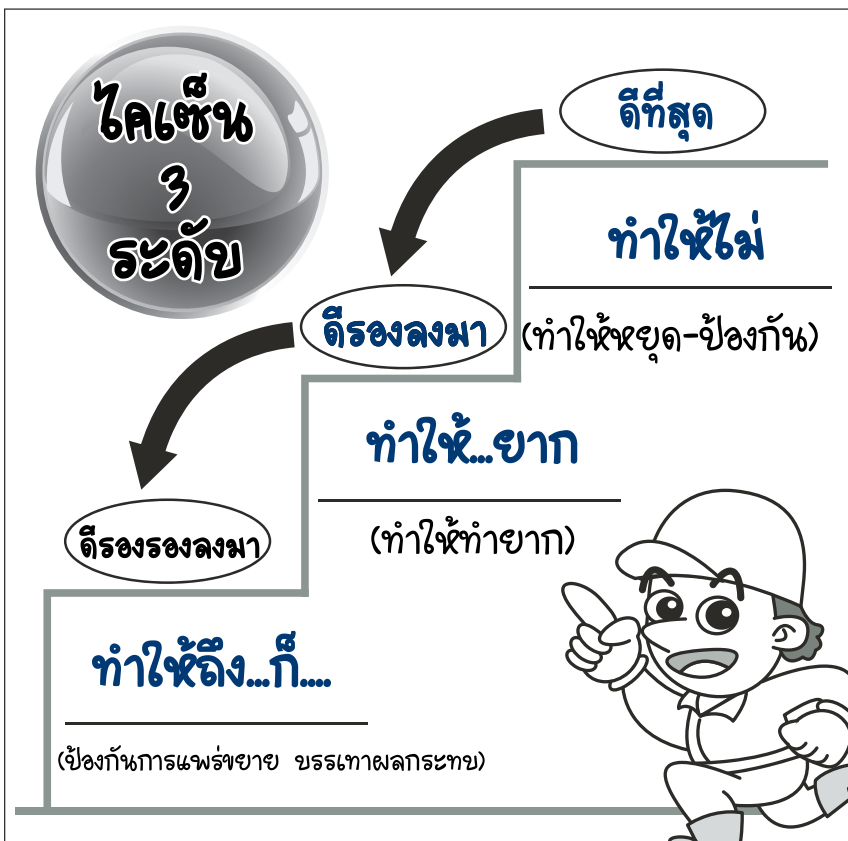 ไคเซ็น
3
ระดับ
ดีที่สุด
ทำให้ไม่
(ทำให้หยุด-ป้องกัน)
ดีรองลงมา
ทำให้...ยาก
(ทำให้ทำยาก)
ดีรองรองลงมา
ทำให้ถึง...ก็....
(ป้องกันการแพร่ขยาย บรรเทาผลกระทบ)